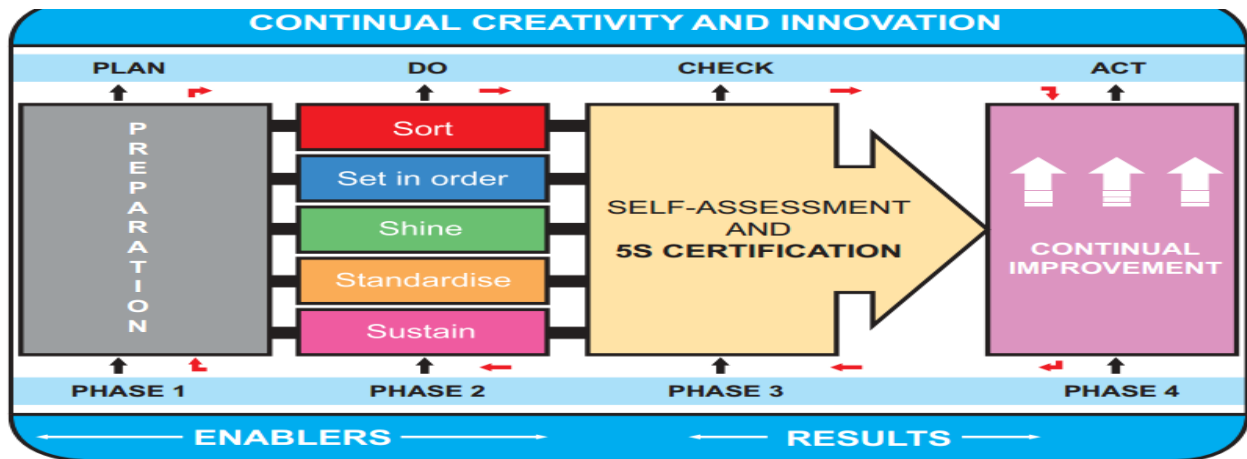 CONTINUAL CREATIVITY AND INNOVATION
PLAN DO CHECK ACT
PREPARATION
Sort
Set in order
Shine
Standardise
Sustain
SELF-ASSESSMENT
AND
5S CERTIFICATION
CONTINUAL
IMPROVEMENT
PHASE 1 PHASE 2 PHASE 3 PHASE 4
ENABLERS RESULTS